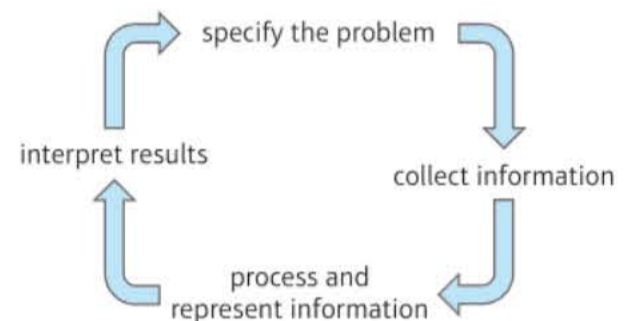 specify the problem
collect information
process and
represent information
interpret results